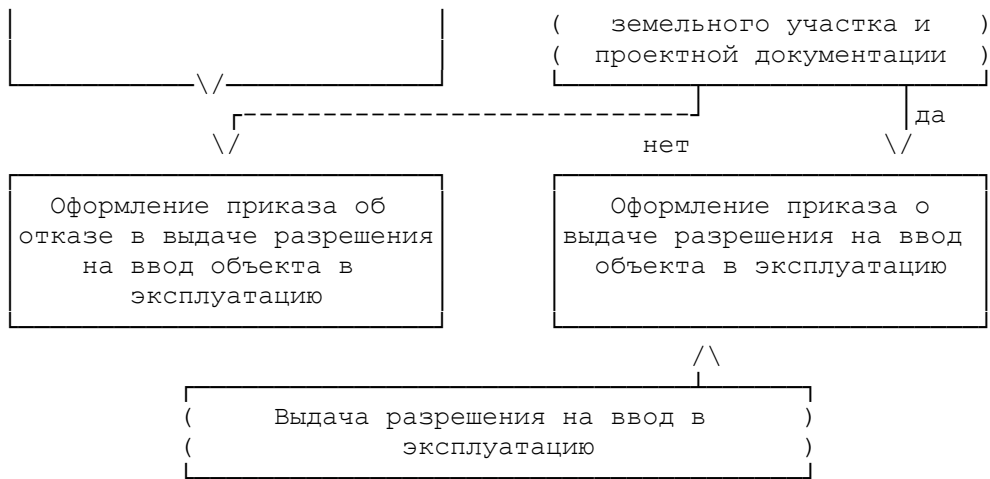 земельного участка и
проектной документации
да
нет
Оформление приказа об
отказе в выдаче разрешения
на ввод объекта в
эксплуатацию
Оформление приказа о
выдаче разрешения на ввод
объекта в эксплуатацию
Выдача разрешения на ввод в
эксплуатацию